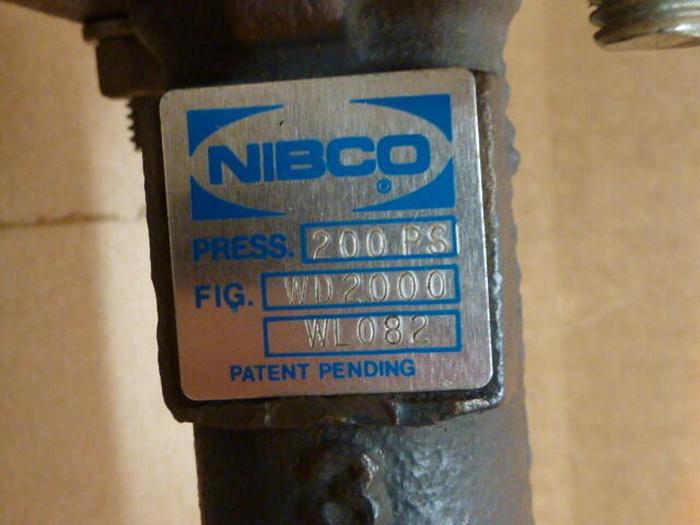 NIBCO
®
PRESS. 200 PS
FIG. WD2000
WL082
PATENT PENDING